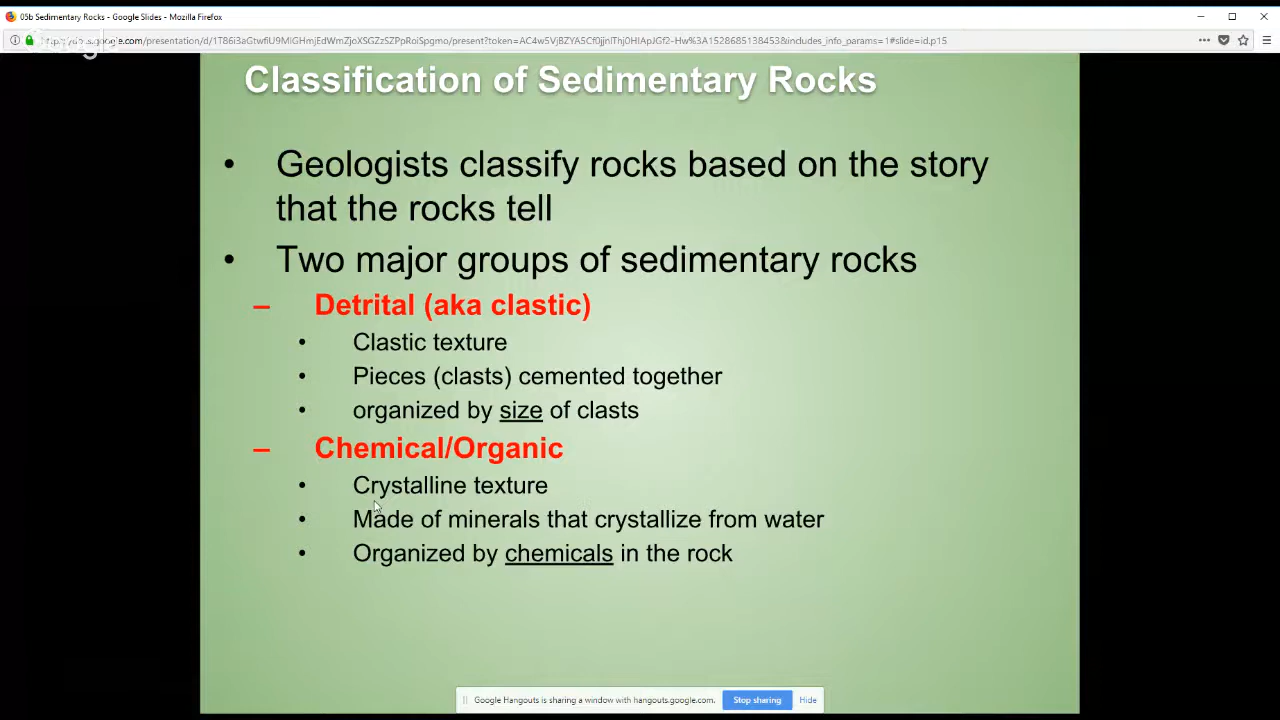 05b Sedimentary Rocks - Google Slides - Mozilla Firefox
Classification of Sedimentary Rocks
• Geologists classify rocks based on the story
that the rocks tell
• Two major groups of sedimentary rocks
– Detrital (aka clastic)
• Clastic texture
• Pieces (clasts) cemented together
• organized by size of clasts
– Chemical/Organic
• Crystalline texture
• Made of minerals that crystallize from water
• Organized by chemicals in the rock
Google Hangouts is sharing a window with hangouts.google.com. Stop sharing Hide